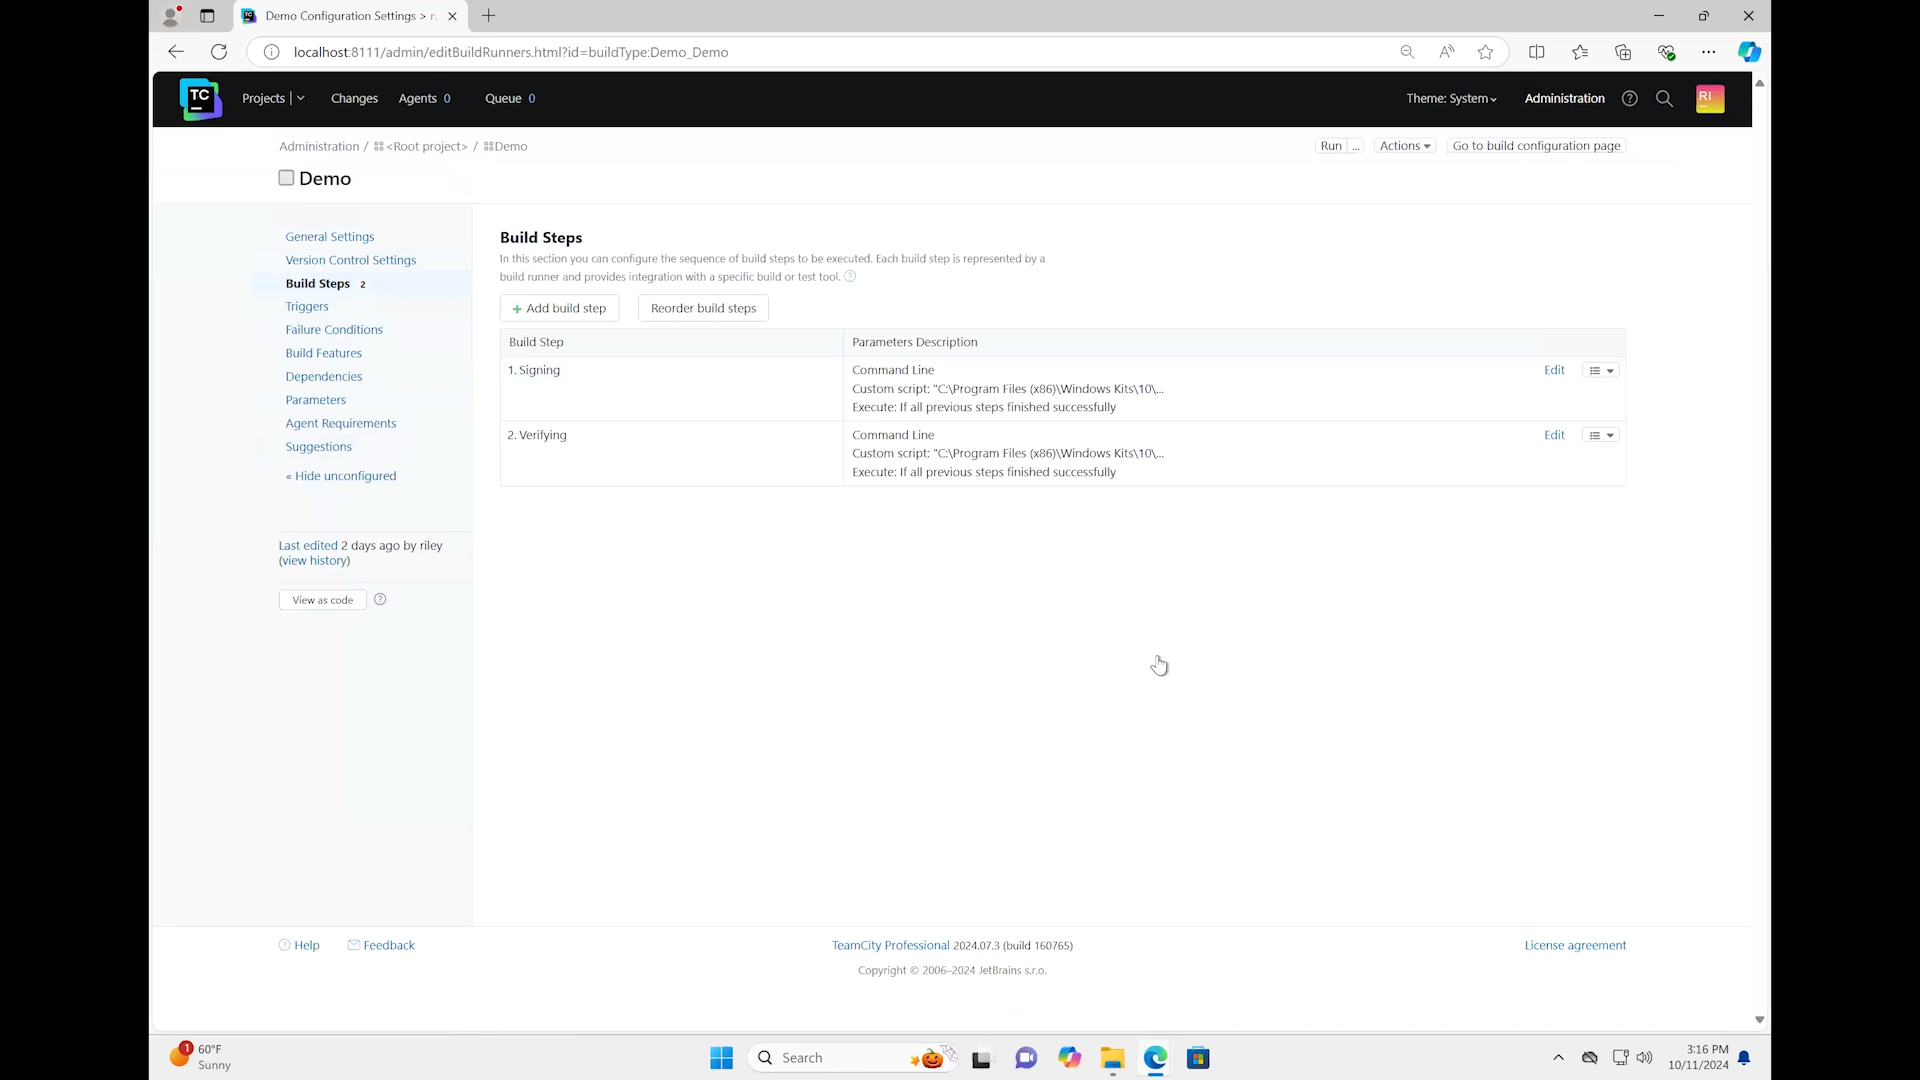 Demo Configuration Settings > ru
localhost:8111/admin/editBuildRunners.html?id=buildType:Demo_Demo
TC
Projects
Changes
Agents 0
Queue 0
Theme: System
Administration
RI
Administration / <Root project> / Demo
Run ...
Actions
Go to build configuration page
Demo
General Settings
Version Control Settings
Build Steps 2
Triggers
Failure Conditions
Build Features
Dependencies
Parameters
Agent Requirements
Suggestions
« Hide unconfigured
Last edited 2 days ago by riley
(view history)
View as code
Build Steps
In this section you can configure the sequence of build steps to be executed. Each build step is represented by a
build runner and provides integration with a specific build or test tool.
+ Add build step
Reorder build steps
Build Step
Parameters Description
1. Signing
Command Line
Custom script: "C:\Program Files (x86)\Windows Kits\10\...
Execute: If all previous steps finished successfully
Edit
2. Verifying
Command Line
Custom script: "C:\Program Files (x86)\Windows Kits\10\...
Execute: If all previous steps finished successfully
Edit
Help
Feedback
TeamCity Professional 2024.07.3 (build 160765)
License agreement
Copyright © 2006–2024 JetBrains s.r.o.
1
60°F
Sunny
Search
3:16 PM
10/11/2024